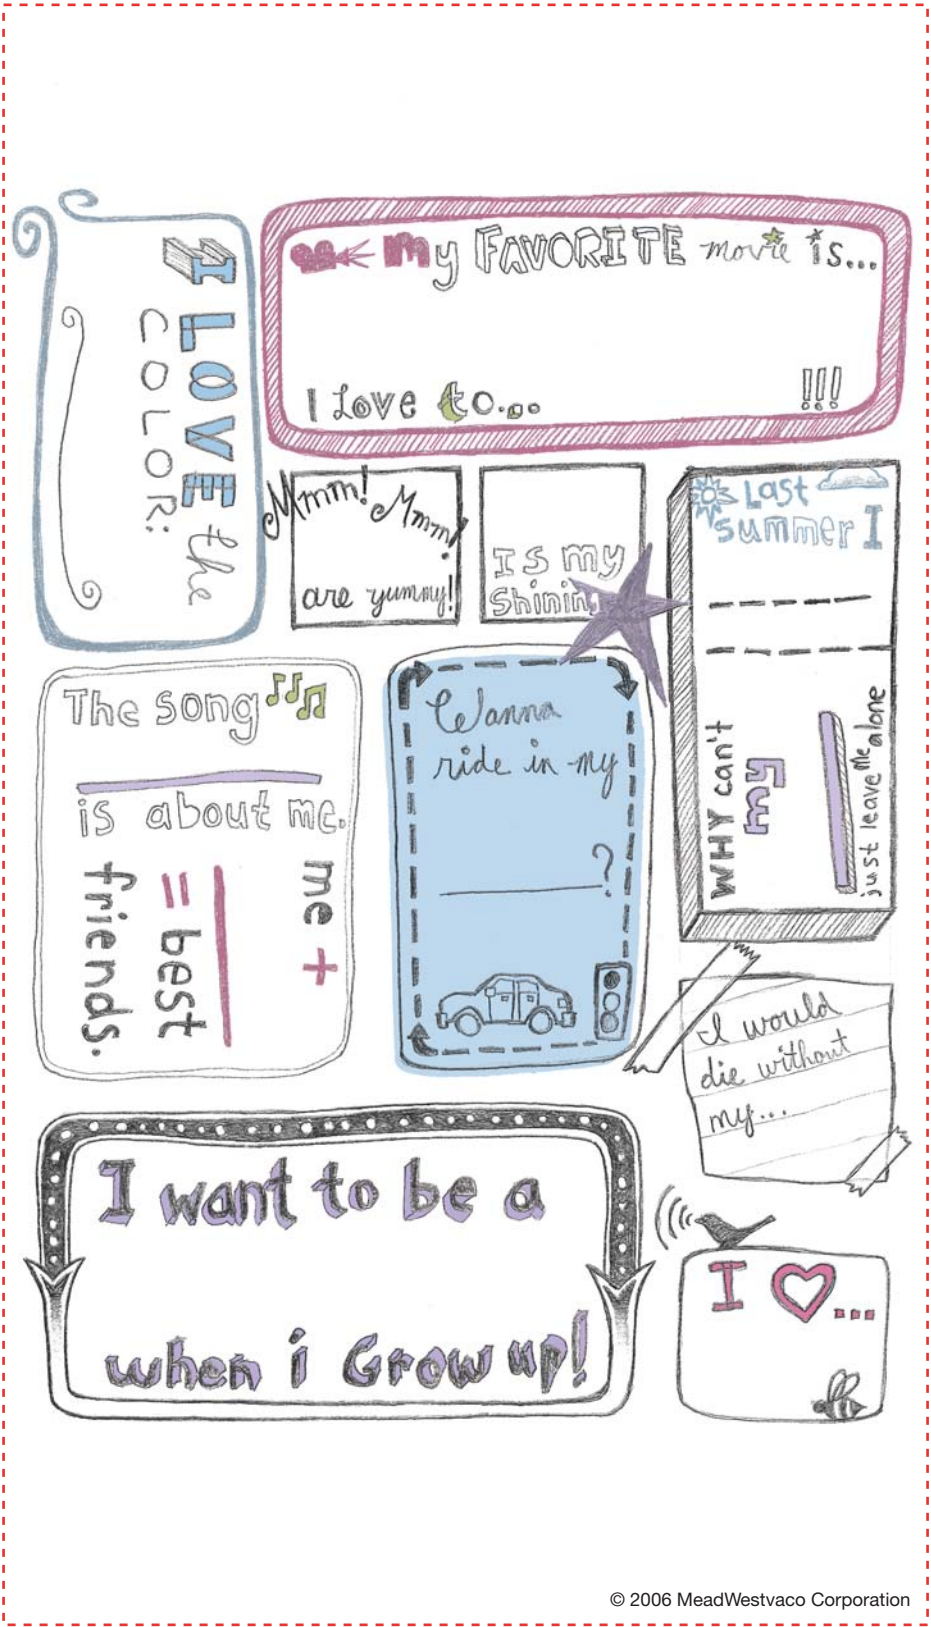 I LOVE the
COLOR:
my FAVORITE movie is...
I Love to...
!!!
Mmm! Mmm!
are yummy!
Is my
Shining
Last
summer I
WHY can't
my
just leave me alone
The song
is about me.
me +
= best
friends.
Wanna
ride in my
?
I would
die without
my...
I want to be a
when i Grow up!
I ♡...
© 2006 MeadWestvaco Corporation